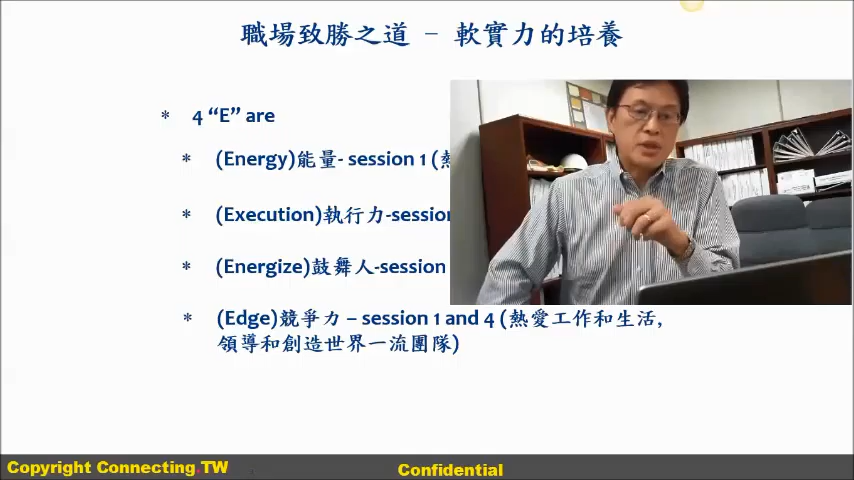 職場致勝之道 – 軟實力的培養
* 4 “E” are
* (Energy)能量- session 1 (
* (Execution)執行力-session
* (Energize)鼓舞人-session
* (Edge)競爭力 – session 1 and 4 (熱愛工作和生活,
領導和創造世界一流團隊)
Copyright Connecting.TW
Confidential